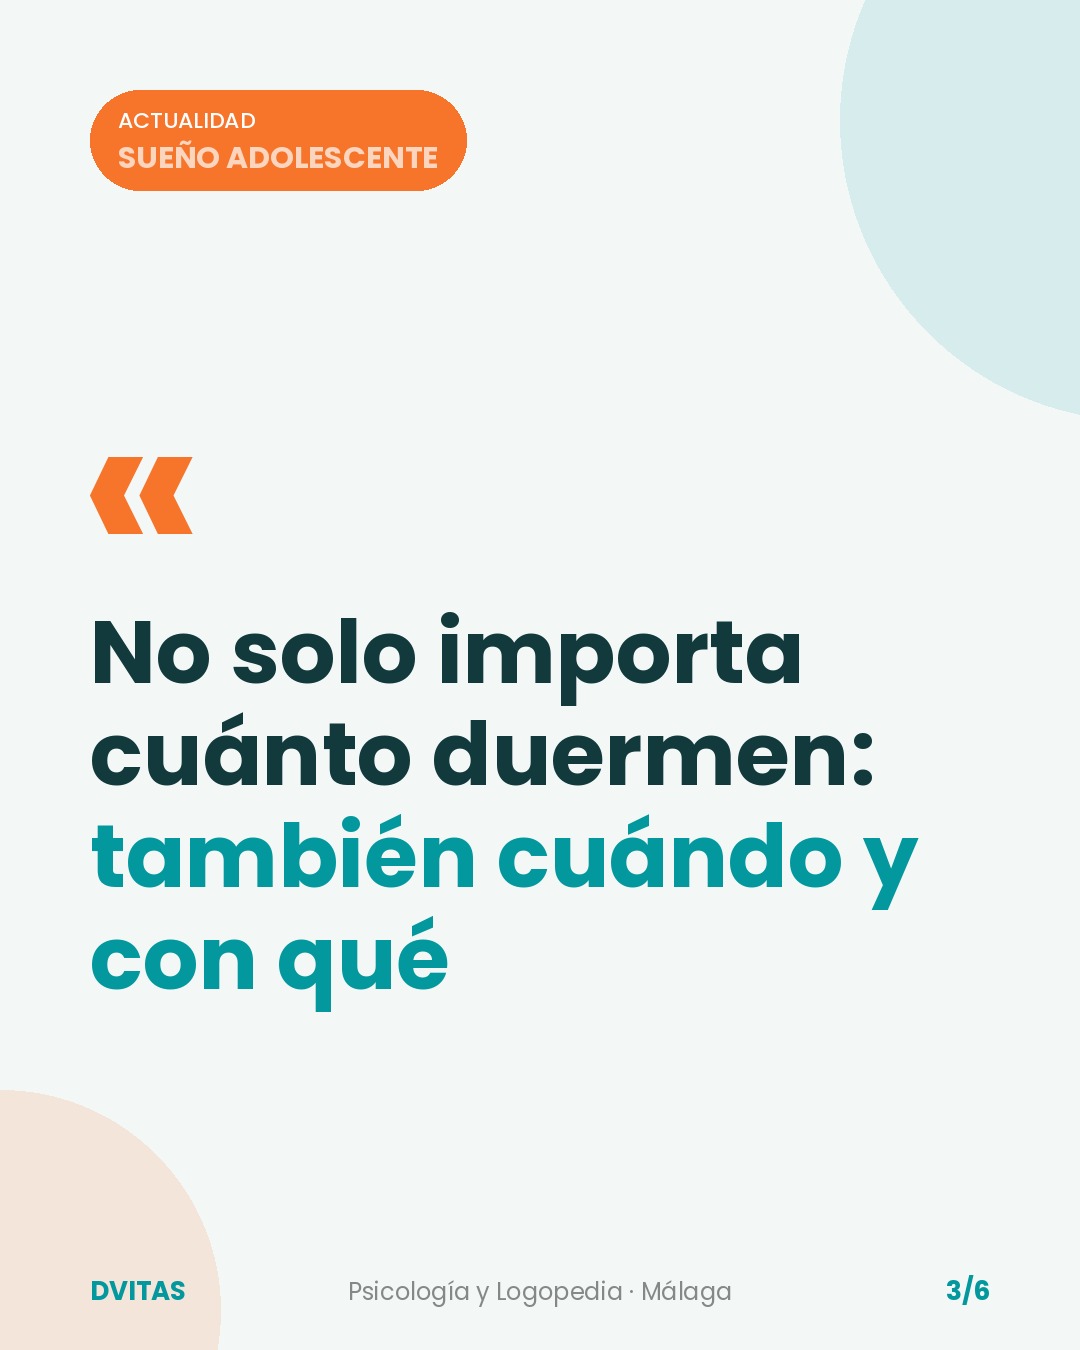 ACTUALIDAD
SUEÑO ADOLESCENTE
«
No solo importa
cuánto duermen:
también cuándo y
con qué
DVITAS
Psicología y Logopedia · Málaga
3/6